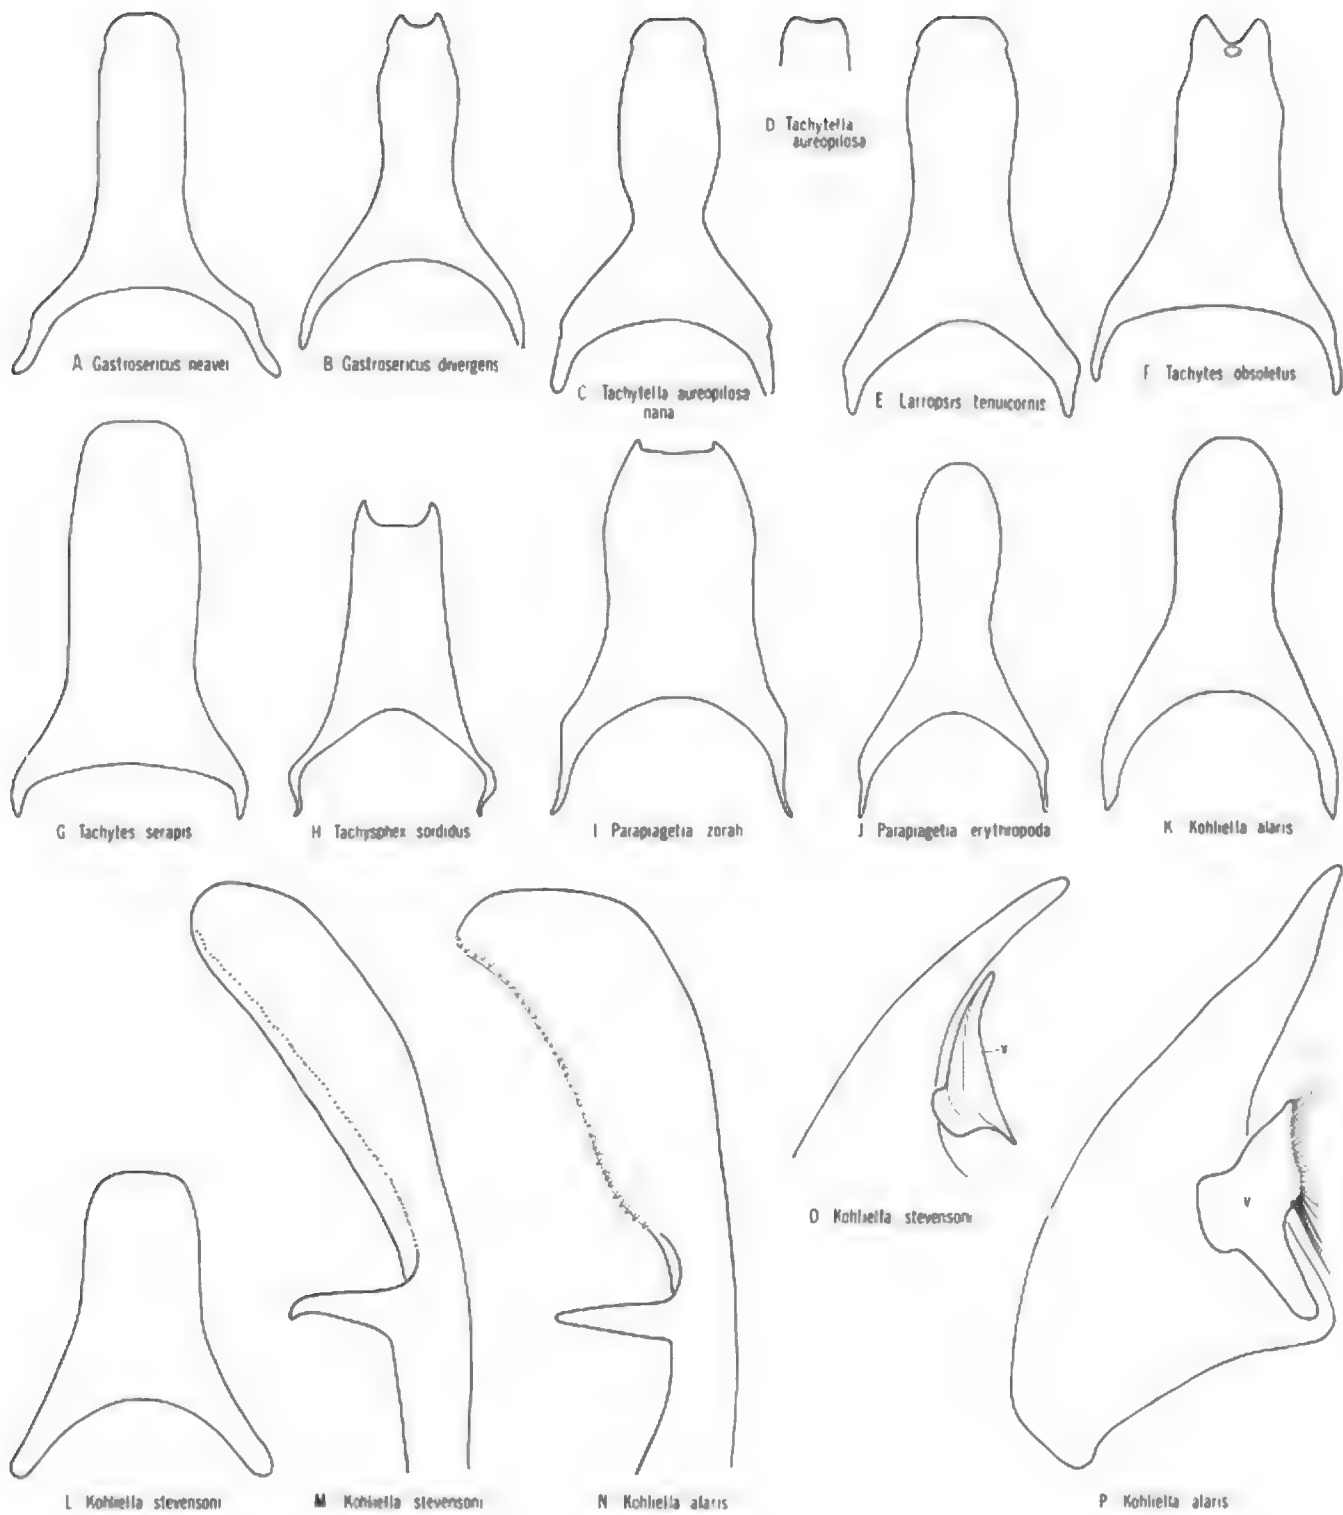 D Tachytella
aureopilosa
A Gastrosericus neavei
B Gastrosericus divergens
C Tachytella aureopilosa
nana
E Larropsis tenuicornis
F Tachytes obsoletus
G Tachytes serapis
H Tachysphex sordidus
I Parapiagetia zorah
J Parapiagetia erythropoda
K Kohliella alaris
v
v
O Kohliella stevensoni
L Kohliella stevensoni
M Kohliella stevensoni
N Kohliella alaris
P Kohliella alaris